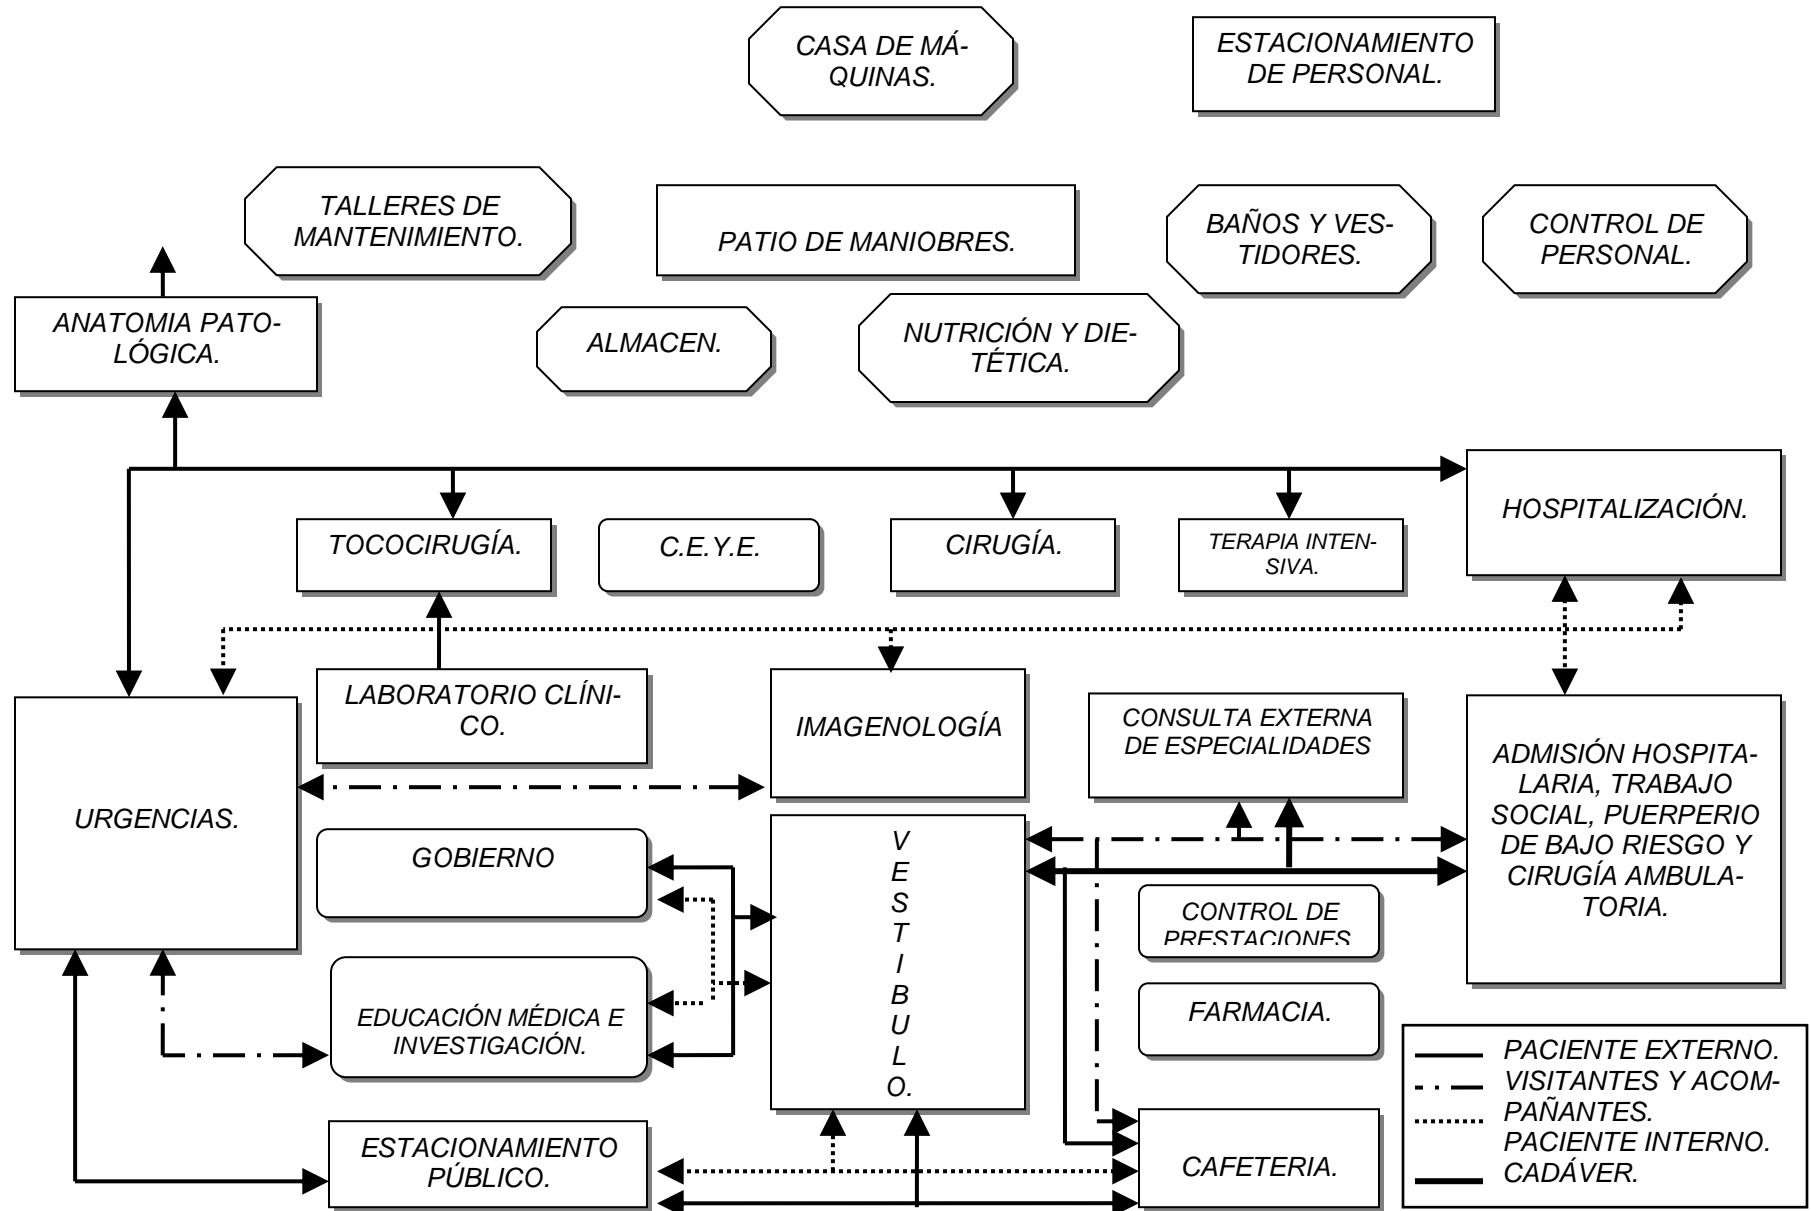 CASA DE MÁ-
QUINAS.
ESTACIONAMIENTO
DE PERSONAL.
TALLERES DE
MANTENIMIENTO.
PATIO DE MANIOBRES.
BAÑOS Y VES-
TIDORES.
CONTROL DE
PERSONAL.
ANATOMIA PATO-
LÓGICA.
ALMACEN.
NUTRICIÓN Y DIE-
TÉTICA.
HOSPITALIZACIÓN.
TOCOCIRUGÍA.
C.E.Y.E.
CIRUGÍA.
TERAPIA INTEN-
SIVA.
LABORATORIO CLÍNI-
CO.
IMAGENOLOGÍA
CONSULTA EXTERNA
DE ESPECIALIDADES
ADMISIÓN HOSPITA-
LARIA, TRABAJO
SOCIAL, PUERPERIO
DE BAJO RIESGO Y
CIRUGÍA AMBULA-
TORIA.
URGENCIAS.
GOBIERNO
V
E
S
T
I
B
U
L
O.
CONTROL DE
PRESTACIONES
EDUCACIÓN MÉDICA E
INVESTIGACIÓN.
FARMACIA.
ESTACIONAMIENTO
PÚBLICO.
CAFETERIA.
PACIENTE EXTERNO.
VISITANTES Y ACOM-
PAÑANTES.
PACIENTE INTERNO.
CADÁVER.